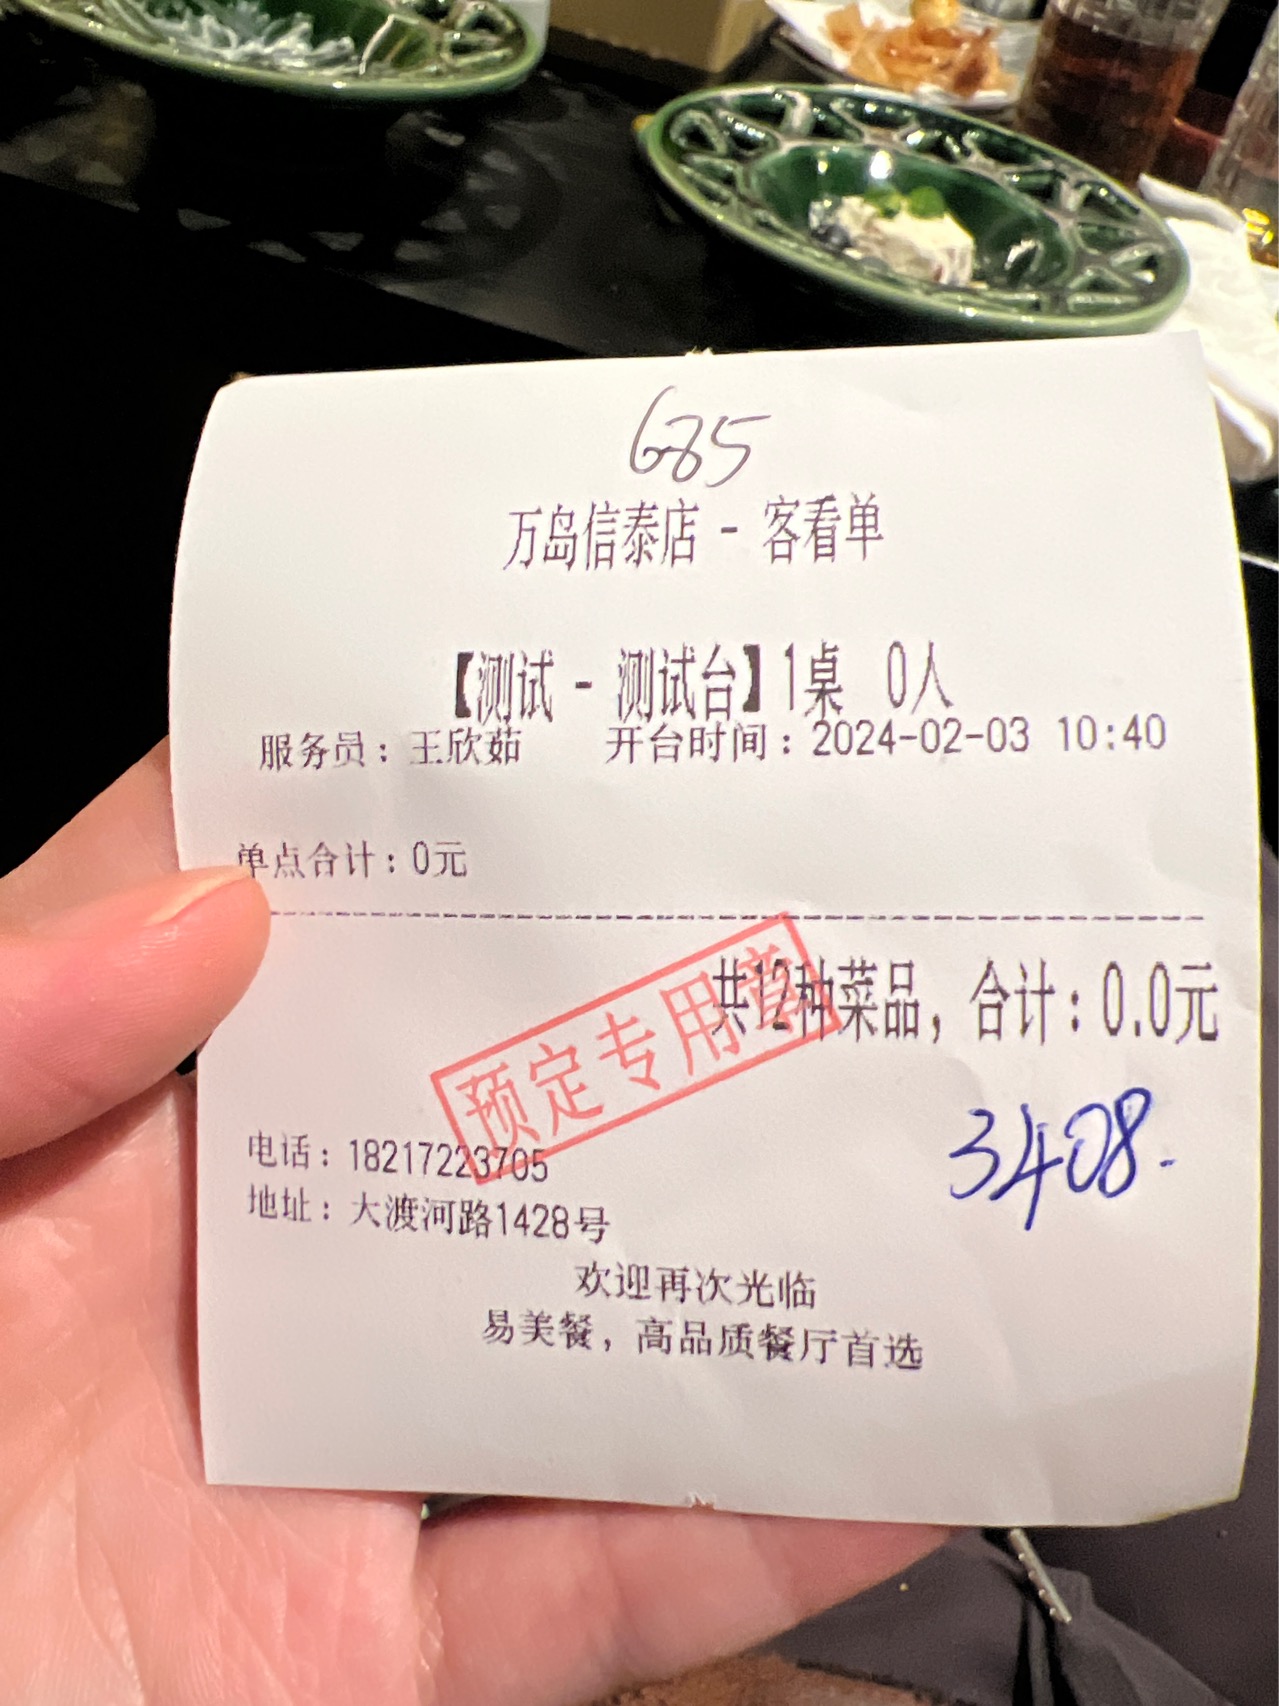 685
万岛信泰店 - 客看单
【测试 - 测试台】1桌 0人
服务员：王欣茹 开台时间：2024-02-03 10:40
单点合计：0元
共12种菜品，合计：0.0元
预定专用章
3408.
电话：18217223705
地址：大渡河路1428号
欢迎再次光临
易美餐，高品质餐厅首选